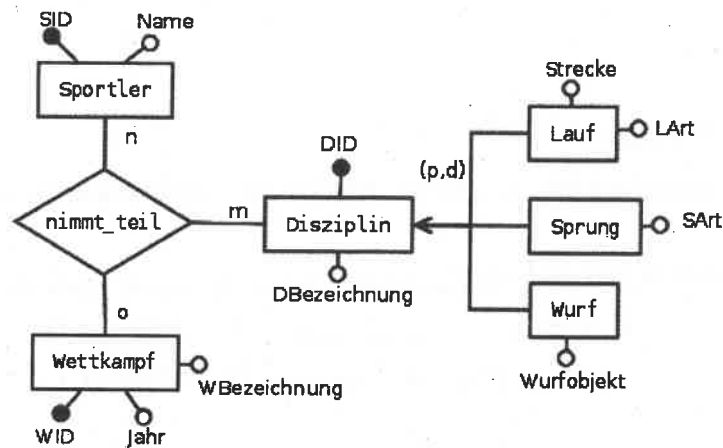 SID
Name
Sportler
n
nimmt_teil
m
o
Wettkampf
WBezeichnung
WID
Jahr
DID
Disziplin
DBezeichnung
(p,d)
Strecke
Lauf
LArt
Sprung
SArt
Wurf
Wurfobjekt